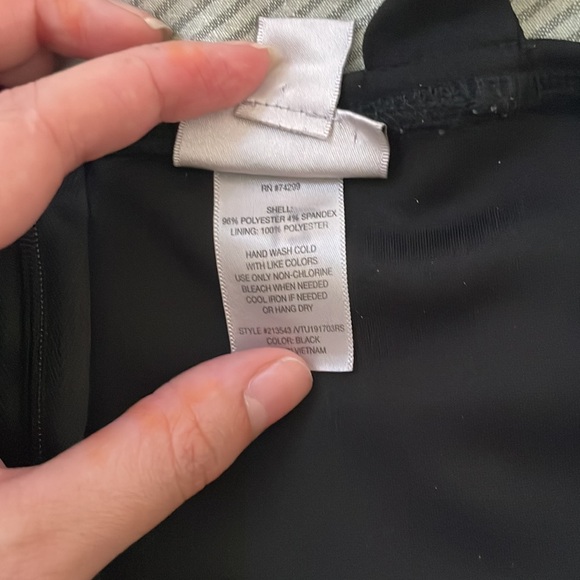 RN #74209
SHELL:
96% POLYESTER 4% SPANDEX
LINING: 100% POLYESTER
HAND WASH COLD
WITH LIKE COLORS
USE ONLY NON-CHLORINE
BLEACH WHEN NEEDED
COOL IRON IF NEEDED
OR HANG DRY
STYLE #213543 /VTU191703RS
COLOR: BLACK
VIETNAM